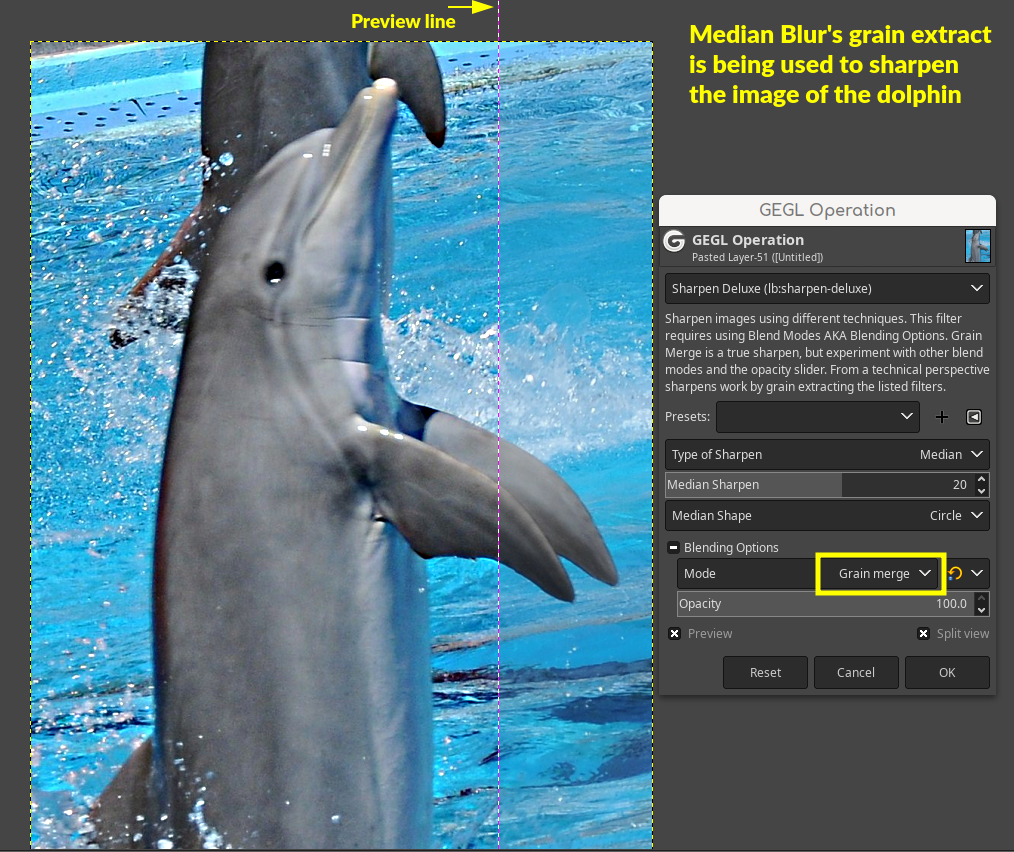 Preview line
Median Blur's grain extract
is being used to sharpen
the image of the dolphin
GEGL Operation
GEGL Operation
Pasted Layer-51 ([Untitled])
Sharpen Deluxe (lb:sharpen-deluxe)
Sharpen images using different techniques. This filter
requires using Blend Modes AKA Blending Options. Grain
Merge is a true sharpen, but experiment with other blend
modes and the opacity slider. From a technical perspective
sharpens work by grain extracting the listed filters.
Presets:
Type of Sharpen Median
Median Sharpen 20
Median Shape Circle
Blending Options
Mode Grain merge
Opacity 100.0
Preview Split view
Reset Cancel OK